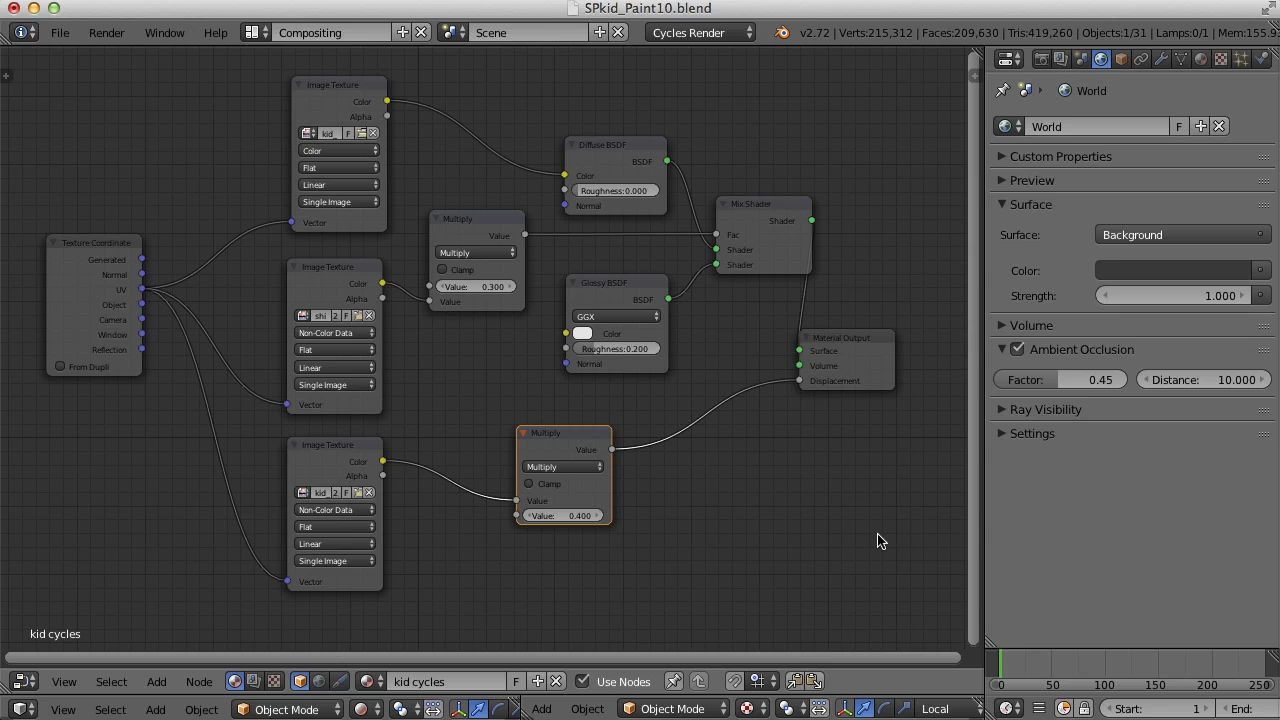 SPkid_Paint10.blend
File Render Window Help Compositing Scene Cycles Render v2.72 | Verts:215,312 | Faces:209,630 | Tris:419,260 | Objects:1/31 | Lamps:0/1 | Mem:155.9
Image Texture
Color
Alpha
kid_ F
Color
Flat
Linear
Single Image
Vector
Texture Coordinate
Generated
Normal
UV
Object
Camera
Window
Reflection
From Dupli
Image Texture
Color
Alpha
shi 2 F
Non-Color Data
Flat
Linear
Single Image
Vector
Image Texture
Color
Alpha
kid_ 2 F
Non-Color Data
Flat
Linear
Single Image
Vector
Multiply
Value
Multiply
Clamp
Value: 0.300
Value
Diffuse BSDF
BSDF
Color
Roughness:0.000
Normal
Glossy BSDF
BSDF
GGX
Color
Roughness:0.200
Normal
Multiply
Value
Multiply
Clamp
Value
Value: 0.400
Mix Shader
Shader
Fac
Shader
Shader
Material Output
Surface
Volume
Displacement
kid cycles
World
World F
Custom Properties
Preview
Surface
Surface: Background
Color:
Strength: 1.000
Volume
Ambient Occlusion
Factor: 0.45 Distance: 10.000
Ray Visibility
Settings
View Select Add Node kid cycles F Use Nodes
View Select Add Object Object Mode
Add Object Object Mode Local
0 50 100 150 200 250
Start: 1 End: